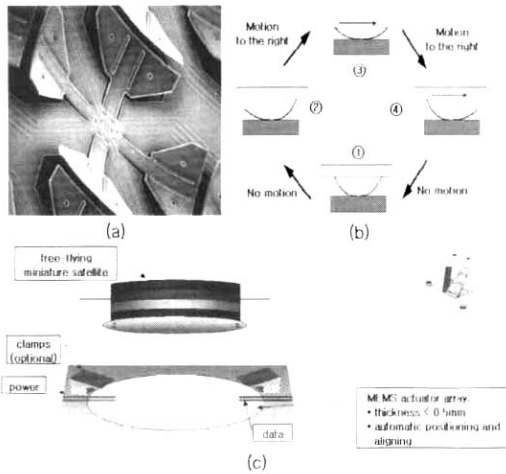 (a)
Motion
to the right
③
Motion
to the right
②
④
①
No motion
No motion
(b)
free-flying
miniature satellite
clamps
(optional)
power
data
MEMS actuator array:
• thickness < 0.5mm
• automatic positioning and
aligning
(c)